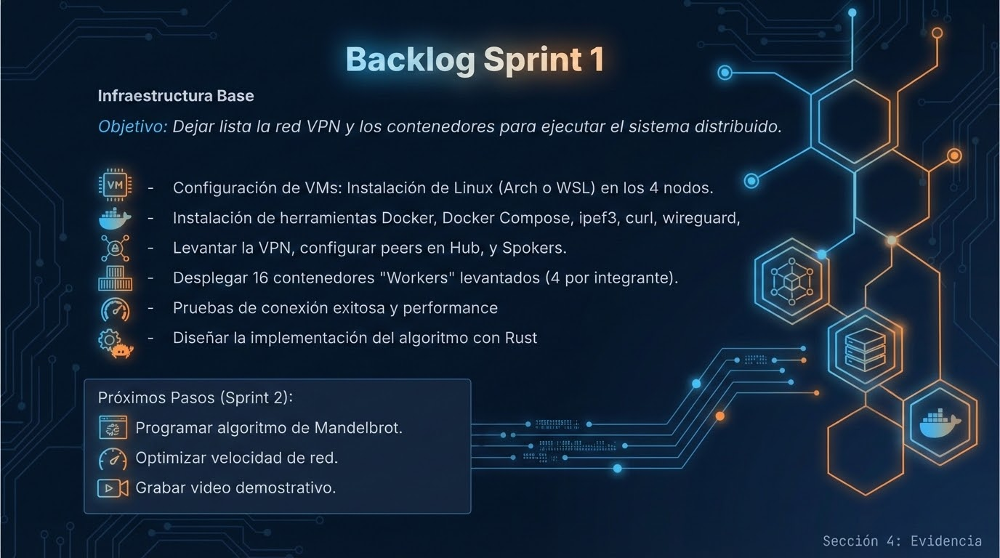 Backlog Sprint 1
Infraestructura Base
Objetivo: Dejar lista la red VPN y los contenedores para ejecutar el sistema distribuido.
VM
- Configuración de VMs: Instalación de Linux (Arch o WSL) en los 4 nodos.
- Instalación de herramientas Docker, Docker Compose, ipef3, curl, wireguard,
- Levantar la VPN, configurar peers en Hub, y Spokers.
- Desplegar 16 contenedores "Workers" levantados (4 por integrante).
- Pruebas de conexión exitosa y performance
- Diseñar la implementación del algoritmo con Rust
Próximos Pasos (Sprint 2):
Programar algoritmo de Mandelbrot.
Optimizar velocidad de red.
Grabar video demostrativo.
Sección 4: Evidencia